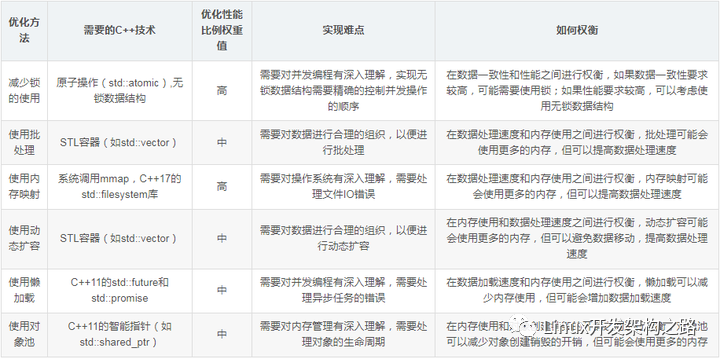 优化方
法
需要的C++技术
优化性能
比例权重
值
实现难点
如何权衡
减少锁
的使用
原子操作（std::atomic）,无
锁数据结构
高
需要对并发编程有深入理解，实现无
锁数据结构需要精确的控制并发操作
的顺序
在数据一致性和性能之间进行权衡，如果数据一致性要求
较高，可能需要使用锁；如果性能要求较高，可以考虑使
用无锁数据结构
使用批
处理
STL容器（如std::vector）
中
需要对数据进行合理的组织，以便进
行批处理
在数据处理速度和内存使用之间进行权衡，批处理可能会
使用更多的内存，但可以提高数据处理速度
使用内
存映射
系统调用mmap，C++17的
std::filesystem库
高
需要对操作系统有深入理解，需要处
理文件IO错误
在数据处理速度和内存使用之间进行权衡，内存映射可能
会使用更多的内存，但可以提高数据处理速度
使用动
态扩容
STL容器（如std::vector）
中
需要对数据进行合理的组织，以便进
行动态扩容
在内存使用和数据处理速度之间进行权衡，动态扩容可能
会使用更多的内存，但可以避免数据移动，提高数据处理
速度
使用懒
加载
C++11的std::future和
std::promise
中
需要对并发编程有深入理解，需要处
理异步任务的错误
在数据加载速度和内存使用之间进行权衡，懒加载可以减
少内存使用，但可能会增加数据加载速度
使用对
象池
C++11的智能指针（如
std::shared_ptr）
中
需要对内存管理有深入理解，需要处
理对象的生命周期
在内存使用和
池
可以减少对象创建销毁的开销，但可能会使用更多的内存
Linux开发架构之路